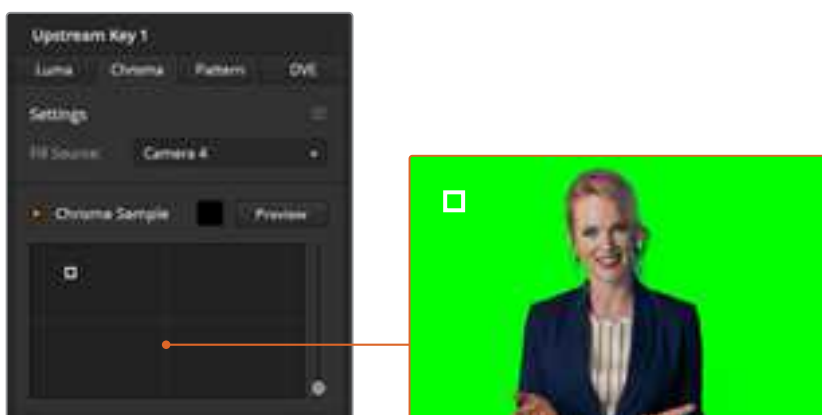 Upstream Key 1
Luma Chroma Pattern DVE
Settings
Fill Source: Camera 4
Chroma Sample Preview